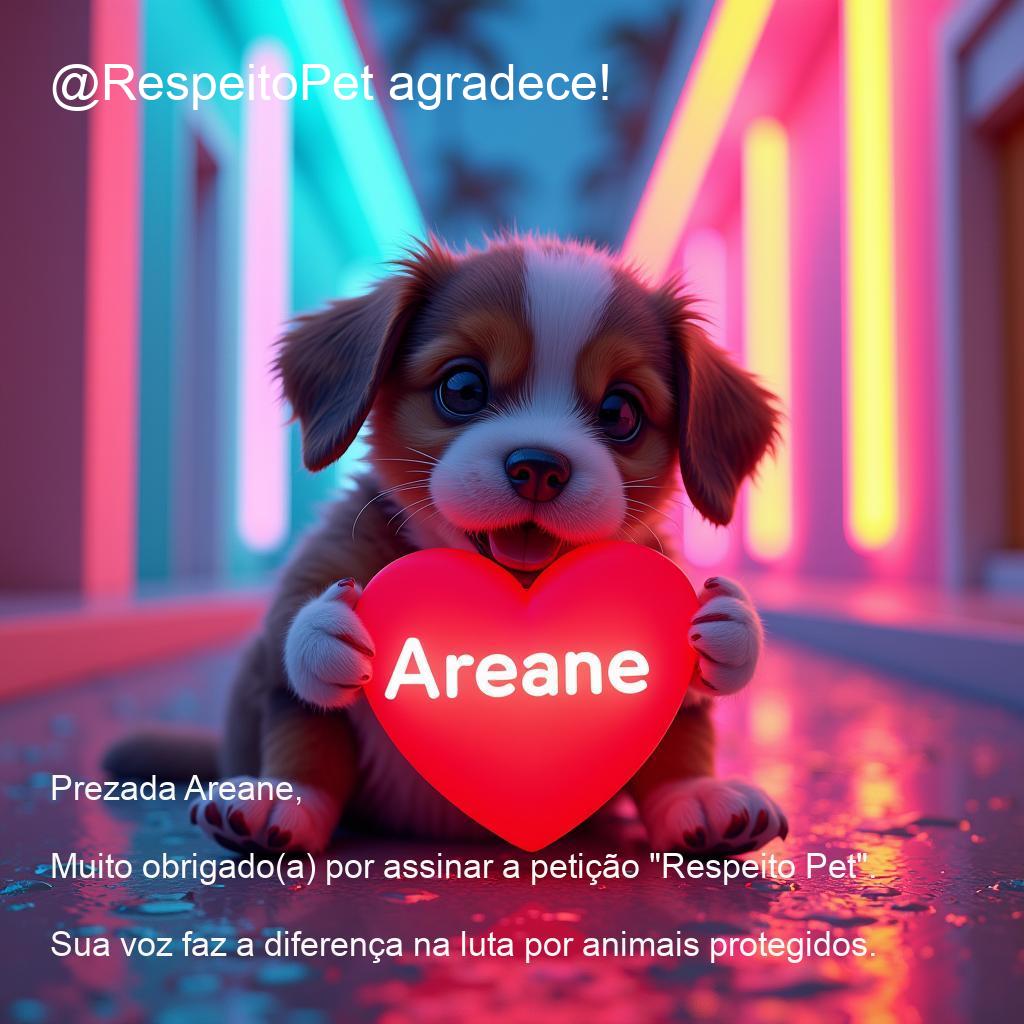 @RespeitoPet agradece!
Areane
Prezada Areane,
Muito obrigado(a) por assinar a petição "Respeito Pet".
Sua voz faz a diferença na luta por animais protegidos.